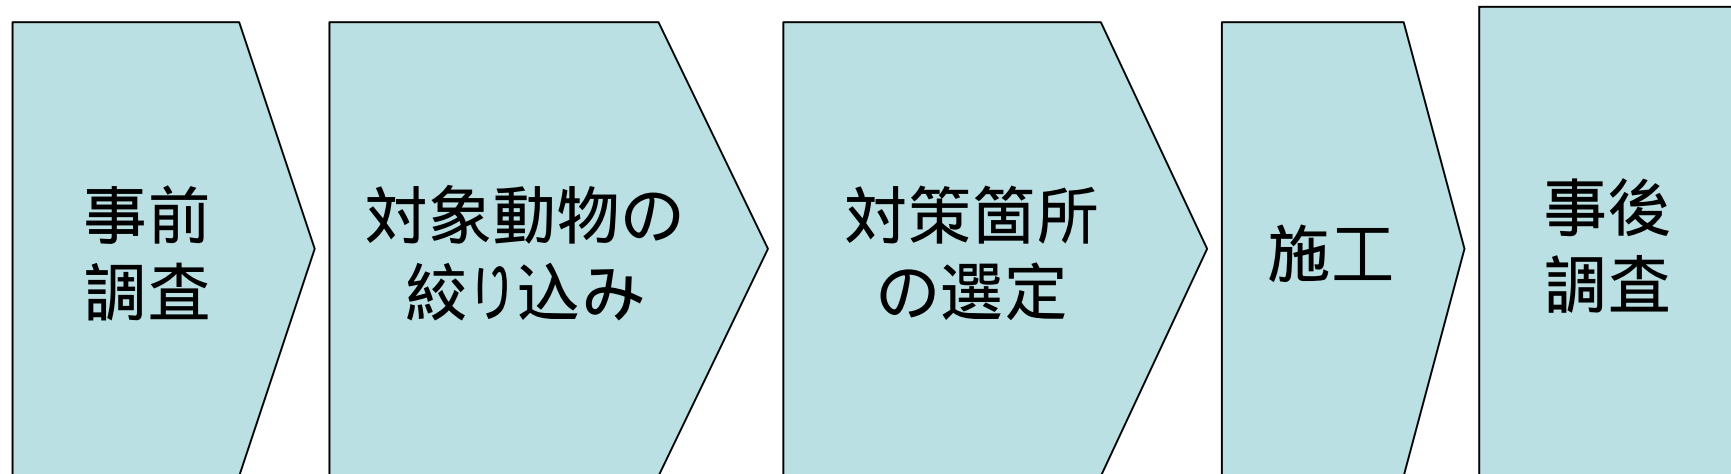 事前
調査
対象動物の
絞り込み
対策箇所
の選定
施工
事後
調査